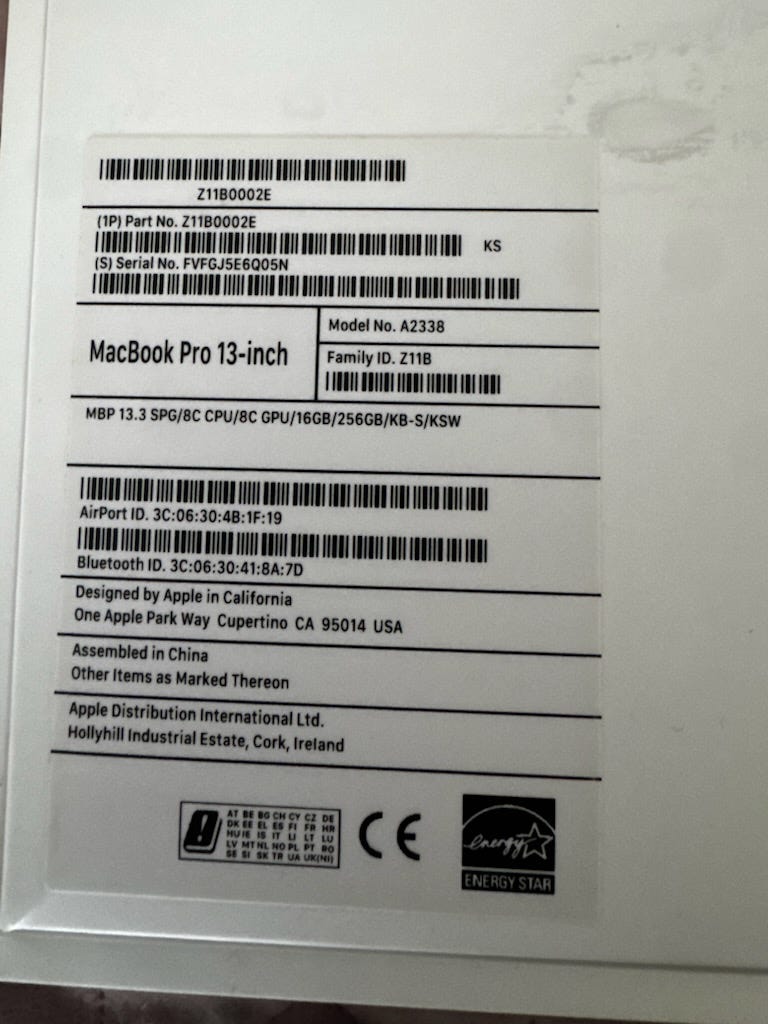 Z11B0002E
(1P) Part No. Z11B0002E
KS
(S) Serial No. FVFGJ5E6Q05N
MacBook Pro 13-inch
Model No. A2338
Family ID. Z11B
MBP 13.3 SPG/8C CPU/8C GPU/16GB/256GB/KB-S/KSW
AirPort ID. 3C:06:30:4B:1F:19
Bluetooth ID. 3C:06:30:41:8A:7D
Designed by Apple in California
One Apple Park Way Cupertino CA 95014 USA
Assembled in China
Other Items as Marked Thereon
Apple Distribution International Ltd.
Hollyhill Industrial Estate, Cork, Ireland
AT BE BG CH CY CZ DE
DK EE EL ES FI FR HR
HU IE IS IT LI LT LU
LV MT NL NO PL PT RO
SE SI SK TR UA UK(NI)
CE
energy
ENERGY STAR